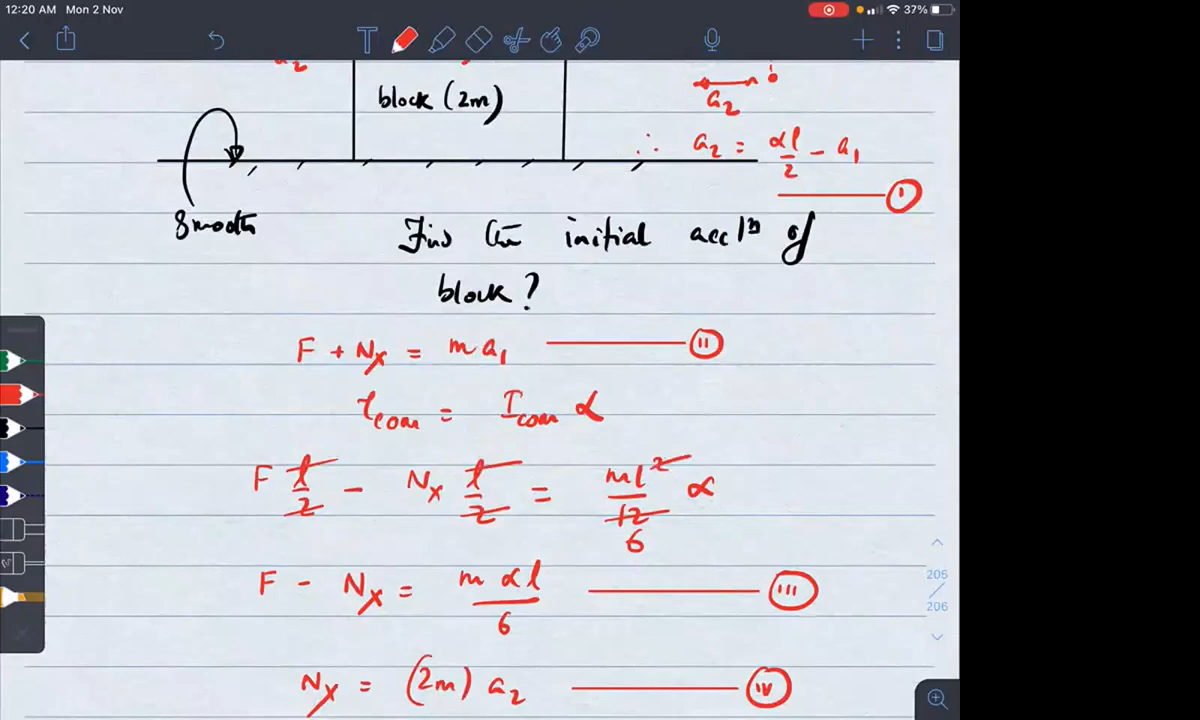 12:20 AM Mon 2 Nov
37%
T
a₂
block (2m)
a₂
∴ a₂ = αl/2 - a₁
I
Smooth
Find the initial acclⁿ of
block?
F + Nx = m a₁ II
τcom = Icom α
F l/2 - Nx l/2 = ml²/12 α
6
F - Nx = m αl/6 III
205
/
206
Nx = (2m) a₂ IV